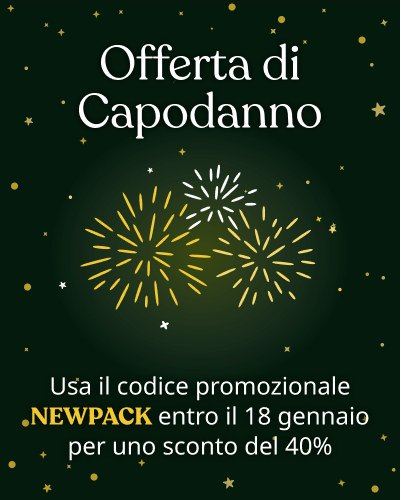 Offerta di
Capodanno
Usa il codice promozionale
NEWPACK entro il 18 gennaio
per uno sconto del 40%